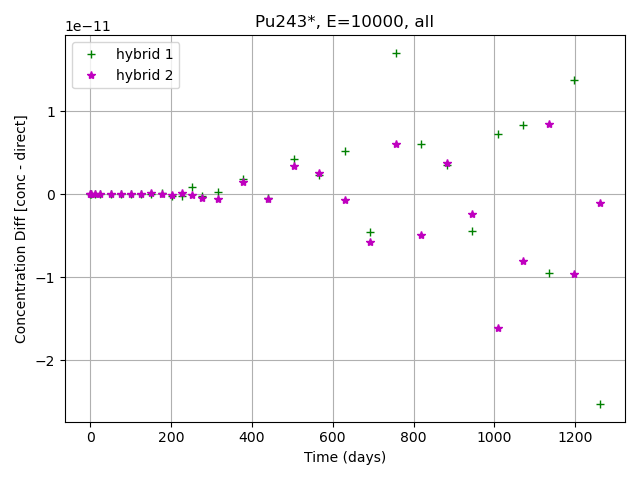 Pu243*, E=10000, all
1e−11
hybrid 1
hybrid 2
1
0
−1
−2
Concentration Diff [conc - direct]
0 200 400 600 800 1000 1200
Time (days)